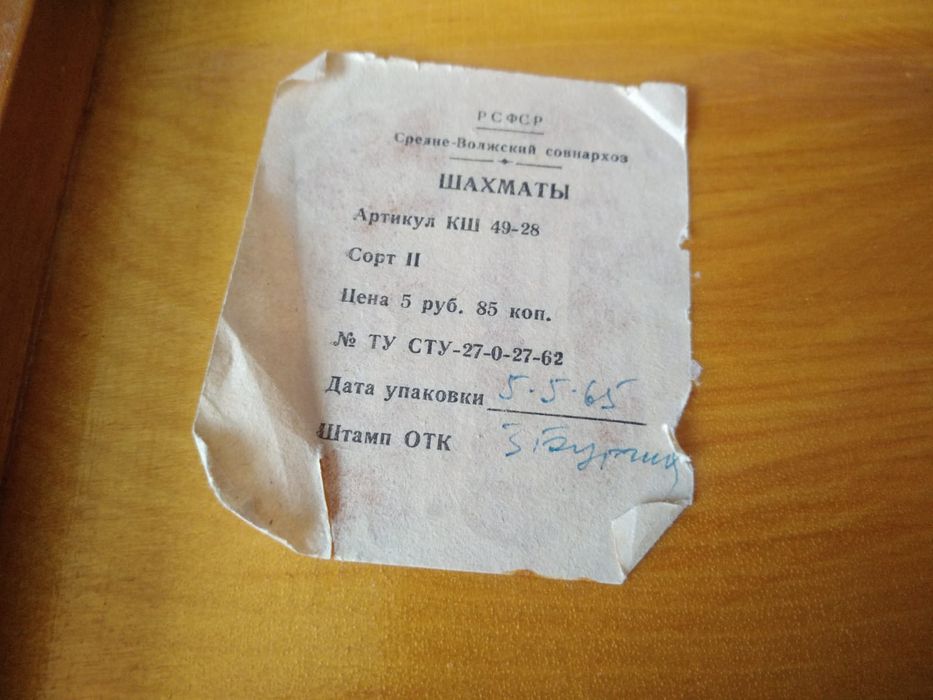 РСФСР
Средне-Волжский совнархоз
ШАХМАТЫ
Артикул КШ 49-28
Сорт II
Цена 5 руб. 85 коп.
№ ТУ СТУ-27-0-27-62
Дата упаковки 5.5.65
Штамп ОТК